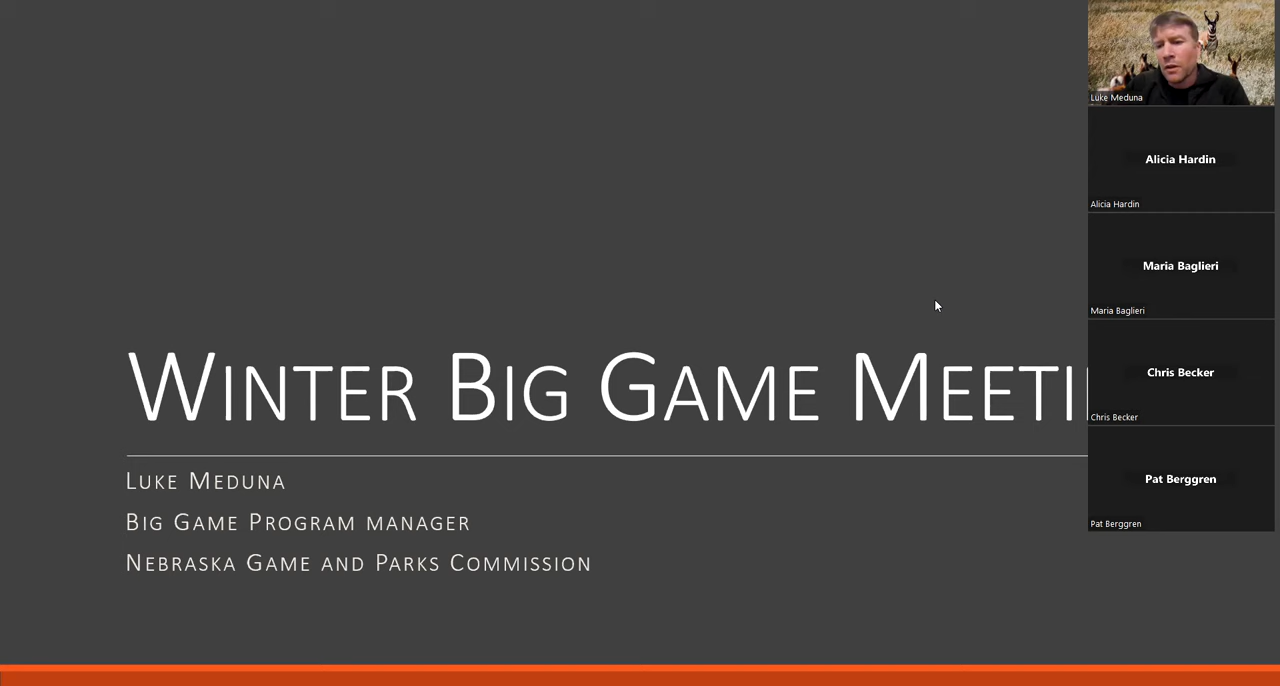 WINTER BIG GAME MEETI
LUKE MEDUNA
BIG GAME PROGRAM MANAGER
NEBRASKA GAME AND PARKS COMMISSION
Luke Meduna
Alicia Hardin
Alicia Hardin
Maria Baglieri
Maria Baglieri
Chris Becker
Chris Becker
Pat Berggren
Pat Berggren